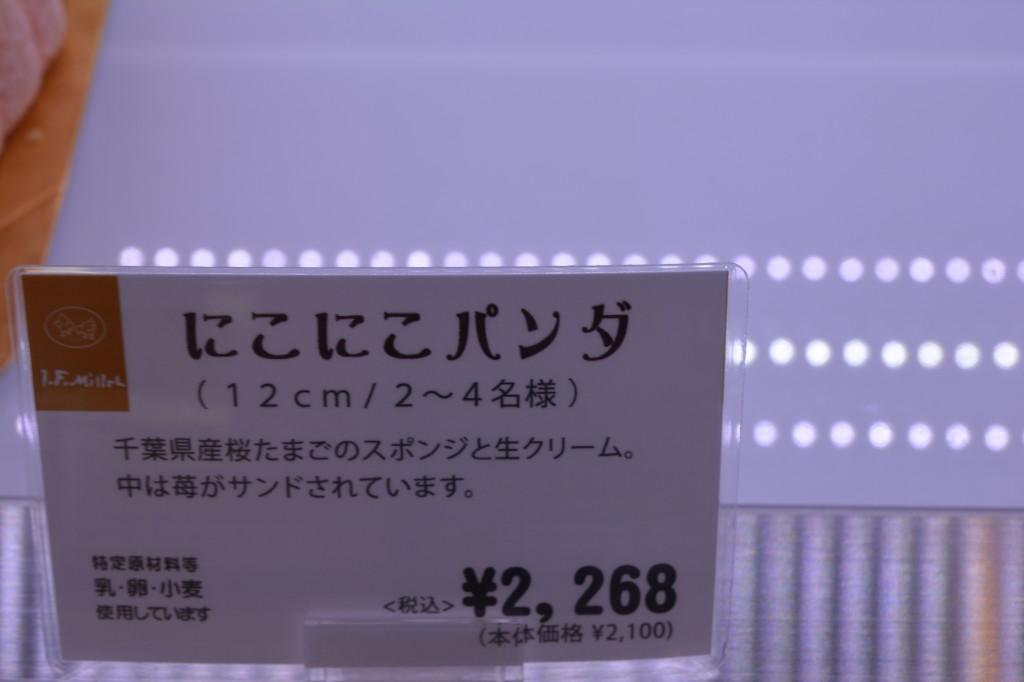 J.F.Millet
にこにこパンダ
（１２ｃｍ/２～４名様）
千葉県産桜たまごのスポンジと生クリーム。
中は苺がサンドされています。
特定原材料等
乳・卵・小麦
使用しています
<税込>¥2,268
(本体価格 ¥2,100)